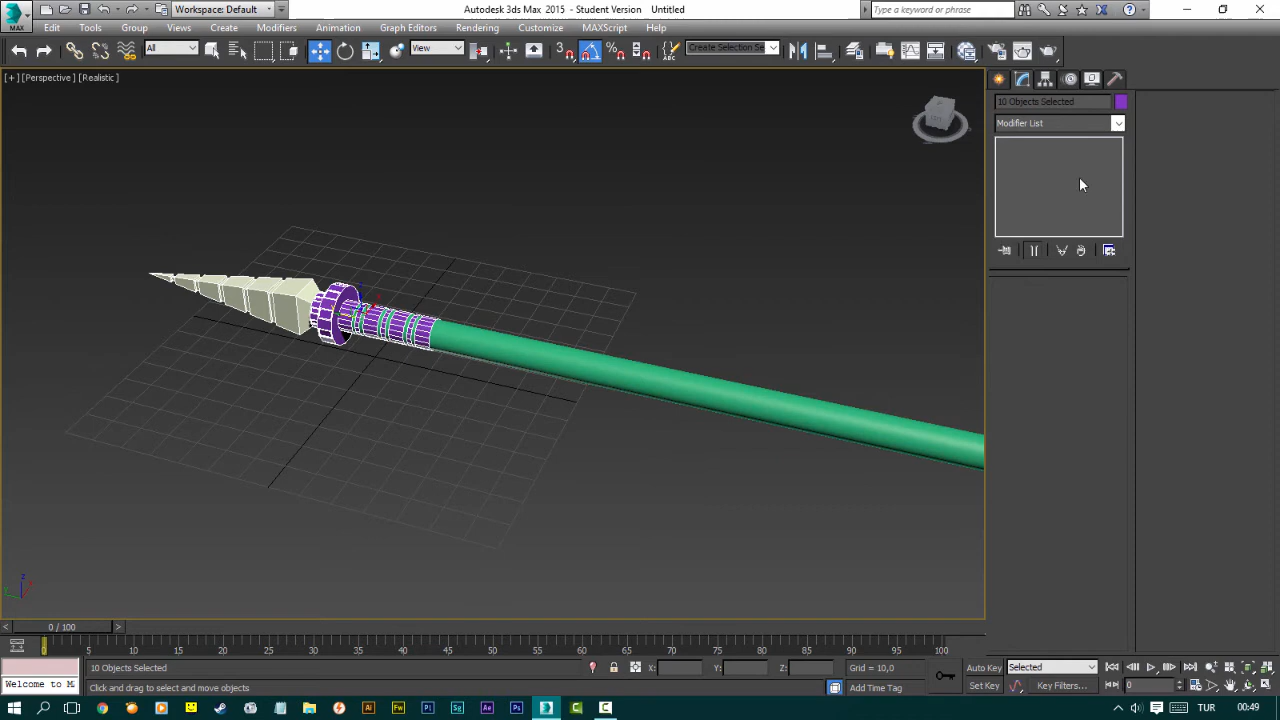 MAX
Workspace: Default
Autodesk 3ds Max 2015 - Student Version Untitled
Type a keyword or phrase
Edit Tools Group Views Create Modifiers Animation Graph Editors Rendering Customize MAXScript Help
All
View
3
Create Selection Se
ABC
[+] [Perspective] [Realistic]
10 Objects Selected
Modifier List
z
0 / 100
0 5 10 15 20 25 30 35 40 45 50 55 60 65 70 75 80 85 90 95 100
10 Objects Selected
X: Y: Z:
Grid = 10,0
Auto Key
Selected
Welcome to M
Click and drag to select and move objects
Add Time Tag
Set Key
Key Filters...
0
TUR
00:49